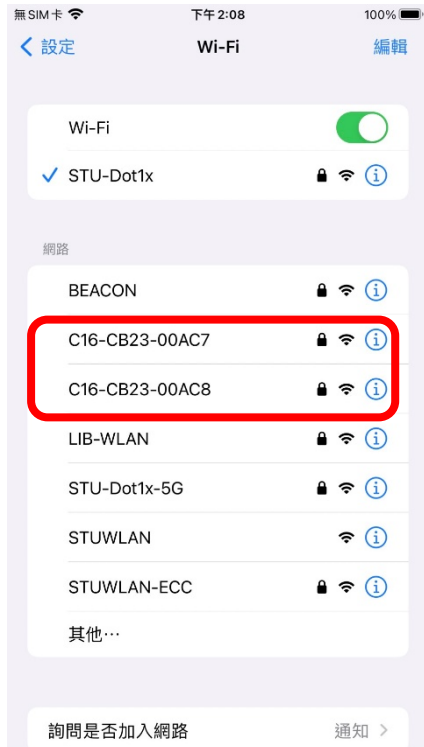 無SIM卡 下午2:08 100%
設定 Wi-Fi 編輯
Wi-Fi
STU-Dot1x
網路
BEACON
C16-CB23-00AC7
C16-CB23-00AC8
LIB-WLAN
STU-Dot1x-5G
STUWLAN
STUWLAN-ECC
其他…
詢問是否加入網路 通知